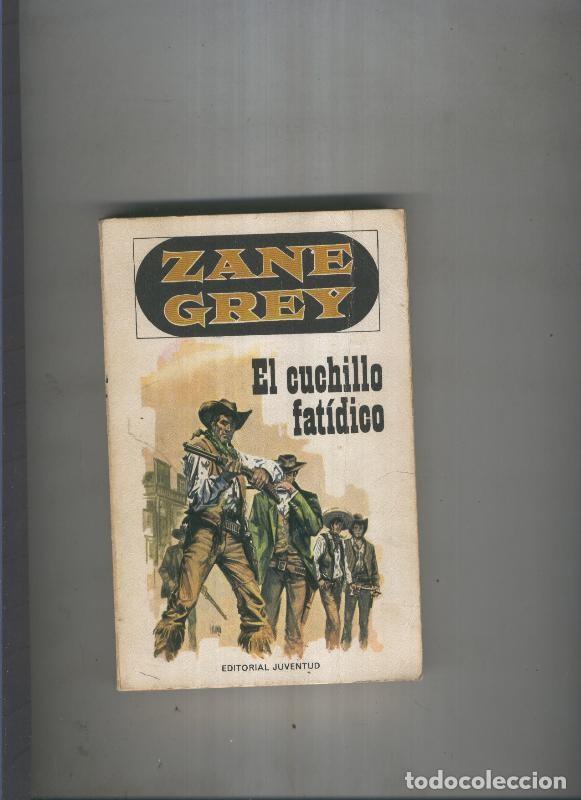 ZANE
GREY
El cuchillo
fatídico
EDITORIAL JUVENTUD
todocoleccion